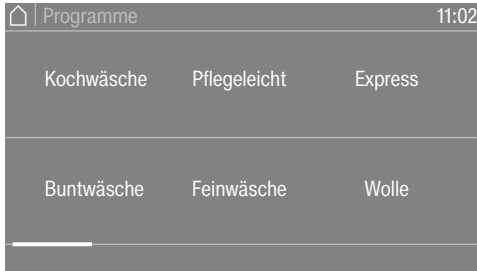 Programme 11:02
Kochwäsche Pflegeleicht Express
Buntwäsche Feinwäsche Wolle